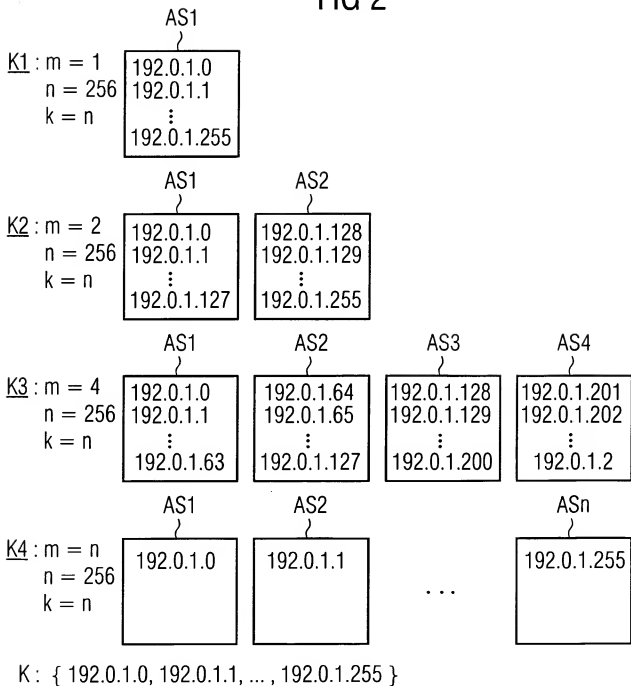 FIG 2
AS1
K1 : m = 1
n = 256
k = n
192.0.1.0
192.0.1.1
⋮
192.0.1.255
AS1 AS2
K2 : m = 2
n = 256
k = n
192.0.1.0
192.0.1.1
⋮
192.0.1.127
192.0.1.128
192.0.1.129
⋮
192.0.1.255
AS1 AS2 AS3 AS4
K3 : m = 4
n = 256
k = n
192.0.1.0
192.0.1.1
⋮
192.0.1.63
192.0.1.64
192.0.1.65
⋮
192.0.1.127
192.0.1.128
192.0.1.129
⋮
192.0.1.200
192.0.1.201
192.0.1.202
⋮
192.0.1.2
AS1 AS2 ASn
K4 : m = n
n = 256
k = n
192.0.1.0
192.0.1.1
...
192.0.1.255
K : { 192.0.1.0, 192.0.1.1, ... , 192.0.1.255 }